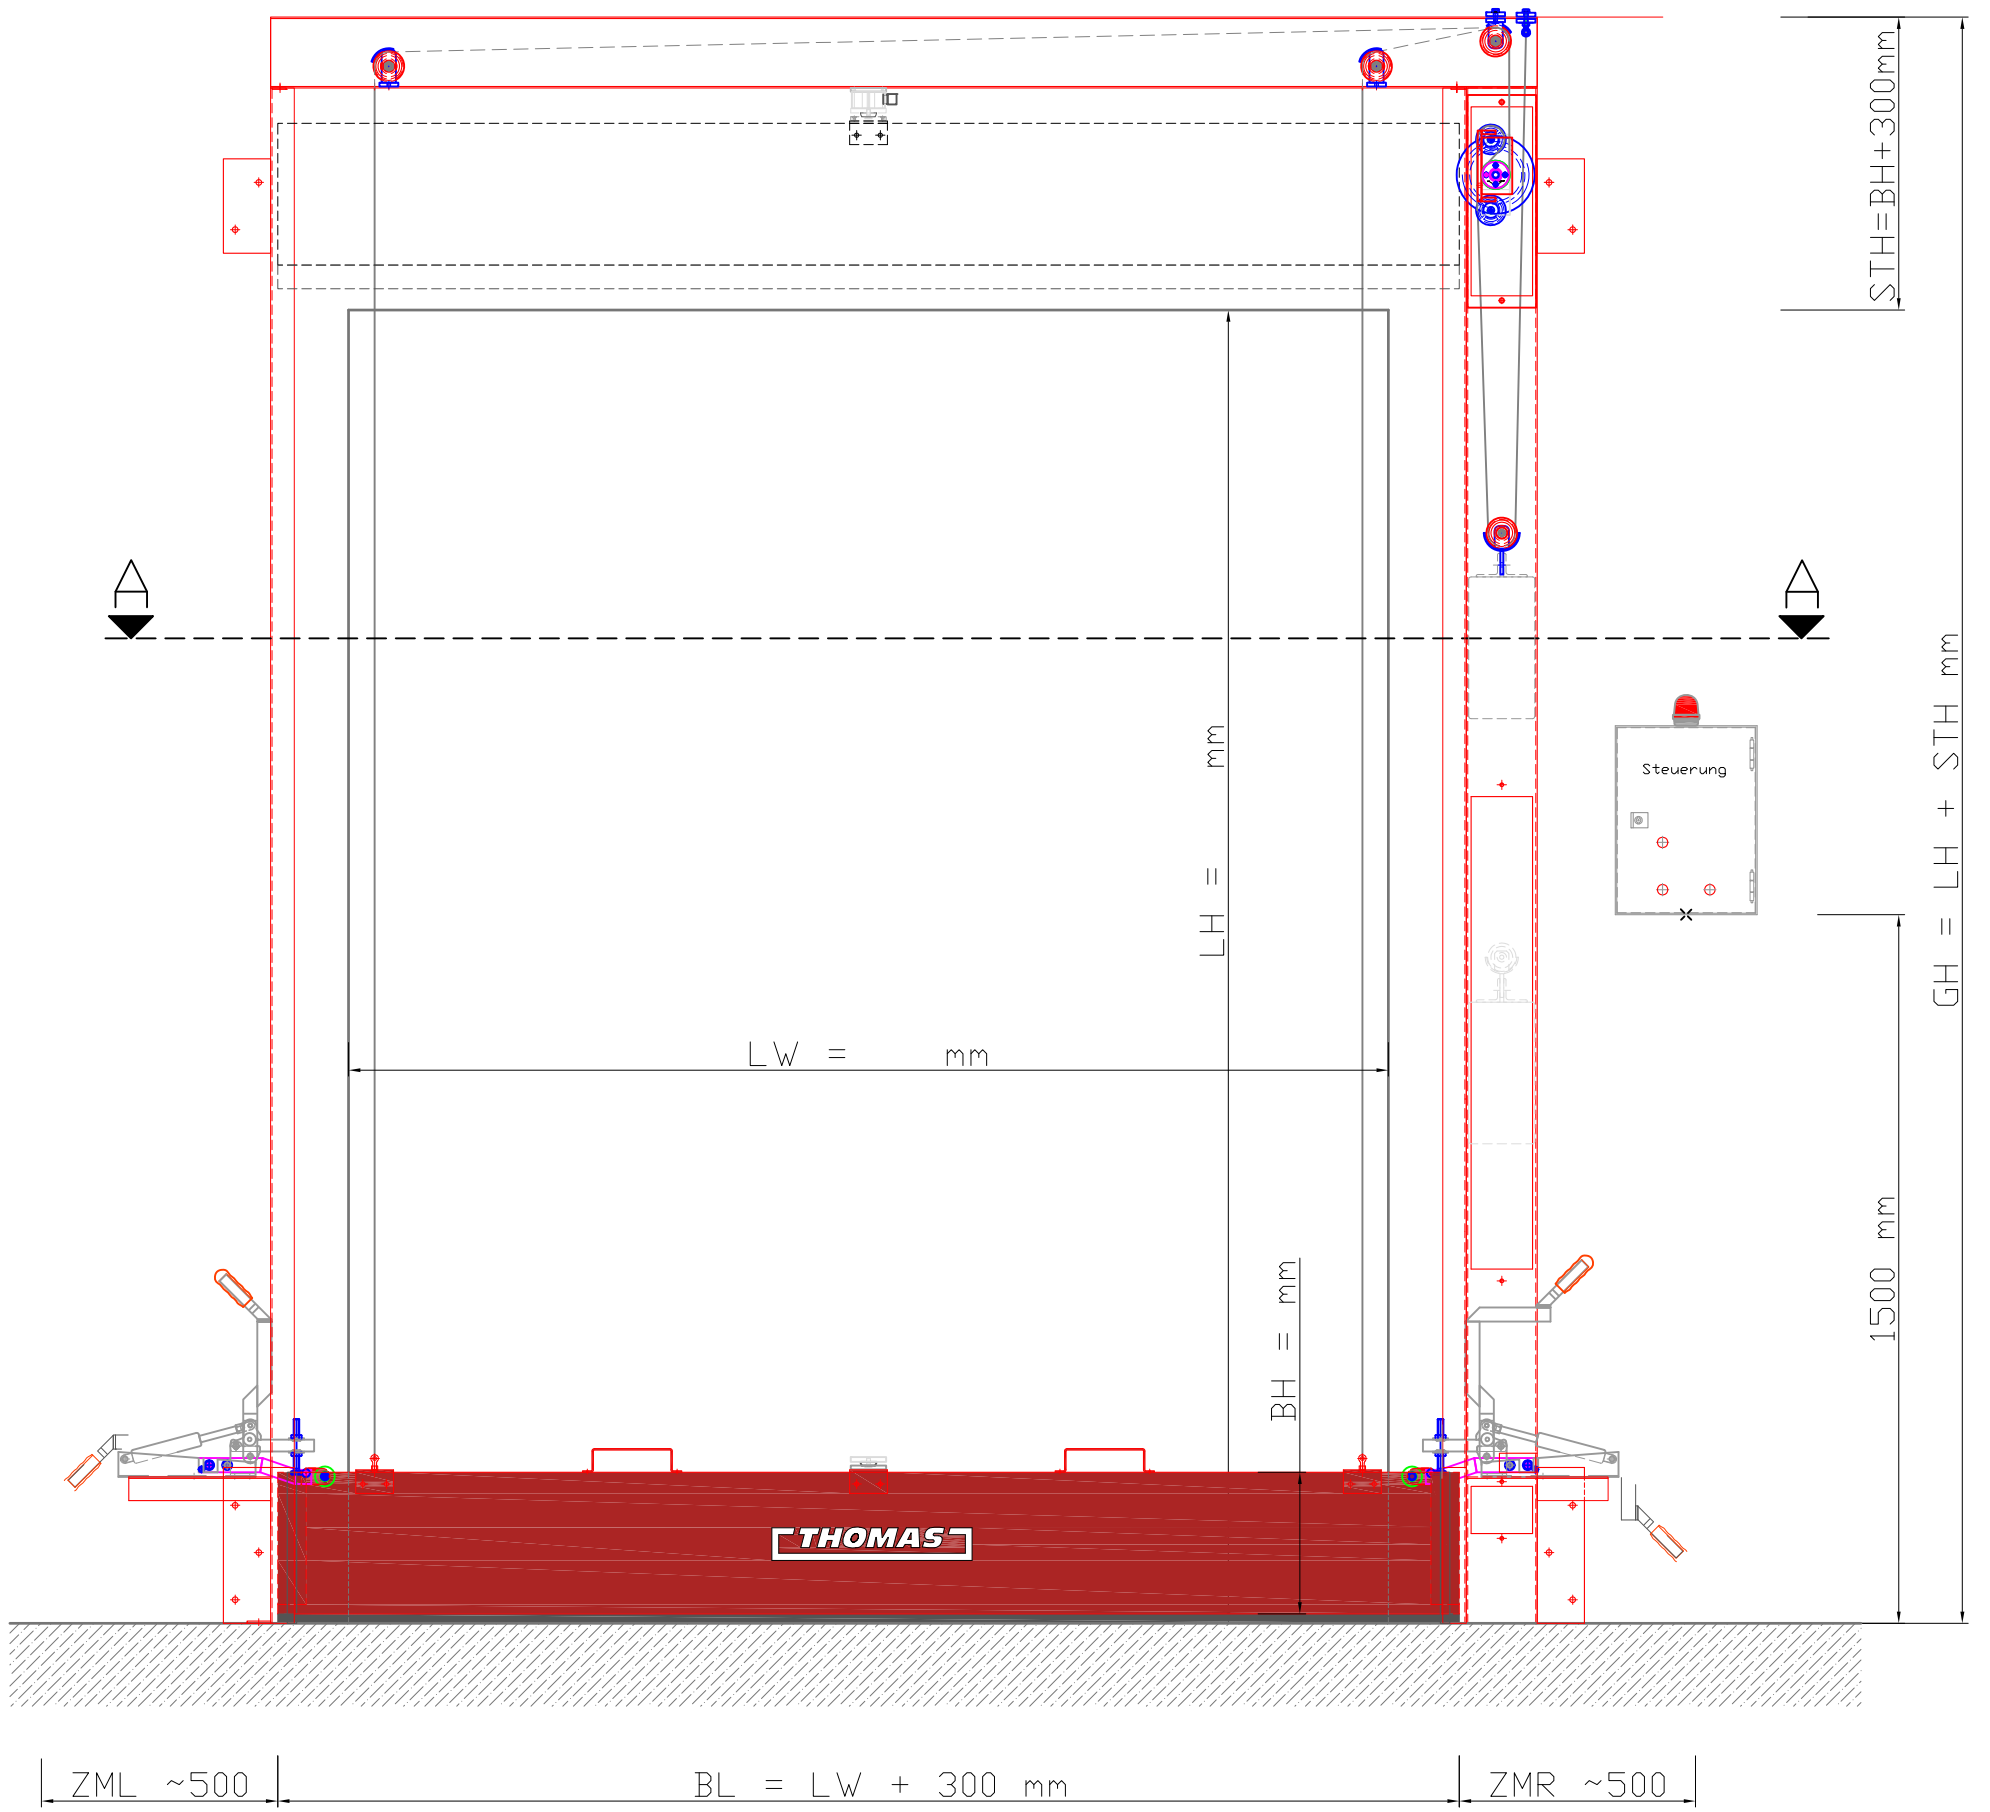 STH=BH+300mm
Steuerung
LH = mm
GH = LH + STH mm
LW = mm
BH = mm
1500 mm
THOMAS
ZML ~500
BL = LW + 300 mm
ZMR ~500